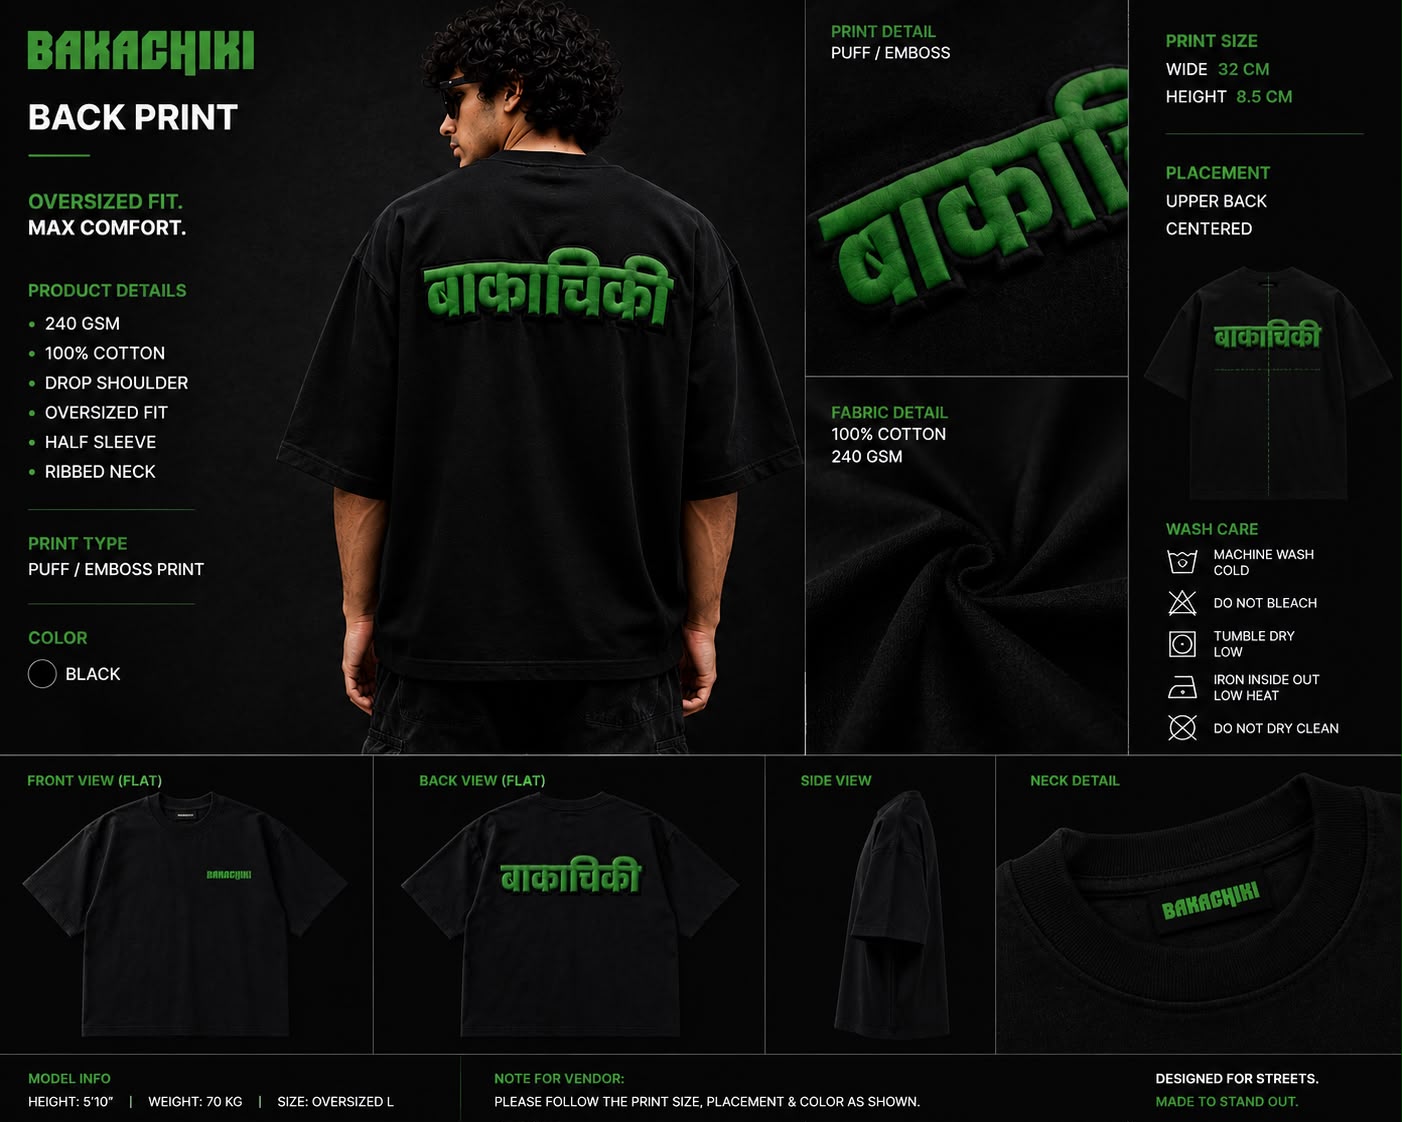 BAKACHIKI
BACK PRINT
OVERSIZED FIT.
MAX COMFORT.
PRODUCT DETAILS
• 240 GSM
• 100% COTTON
• DROP SHOULDER
• OVERSIZED FIT
• HALF SLEEVE
• RIBBED NECK
PRINT TYPE
PUFF / EMBOSS PRINT
COLOR
BLACK
बाकाचिकी
PRINT DETAIL
PUFF / EMBOSS
बाकाचि
FABRIC DETAIL
100% COTTON
240 GSM
PRINT SIZE
WIDE 32 CM
HEIGHT 8.5 CM
PLACEMENT
UPPER BACK
CENTERED
बाकाचिकी
WASH CARE
MACHINE WASH
COLD
DO NOT BLEACH
TUMBLE DRY
LOW
IRON INSIDE OUT
LOW HEAT
DO NOT DRY CLEAN
FRONT VIEW (FLAT)
BAKACHIKI
BACK VIEW (FLAT)
बाकाचिकी
SIDE VIEW
NECK DETAIL
BAKACHIKI
MODEL INFO
HEIGHT: 5'10" | WEIGHT: 70 KG | SIZE: OVERSIZED L
NOTE FOR VENDOR:
PLEASE FOLLOW THE PRINT SIZE, PLACEMENT & COLOR AS SHOWN.
DESIGNED FOR STREETS.
MADE TO STAND OUT.